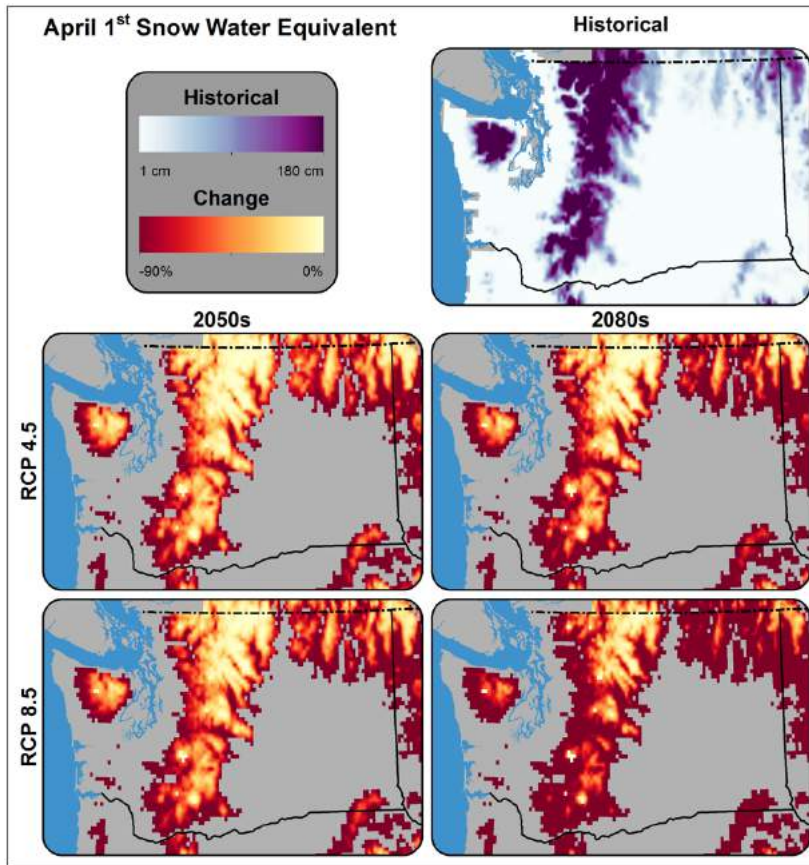 April 1st Snow Water Equivalent
Historical
Historical
1 cm 180 cm
Change
-90% 0%
2050s 2080s
RCP 4.5
RCP 8.5